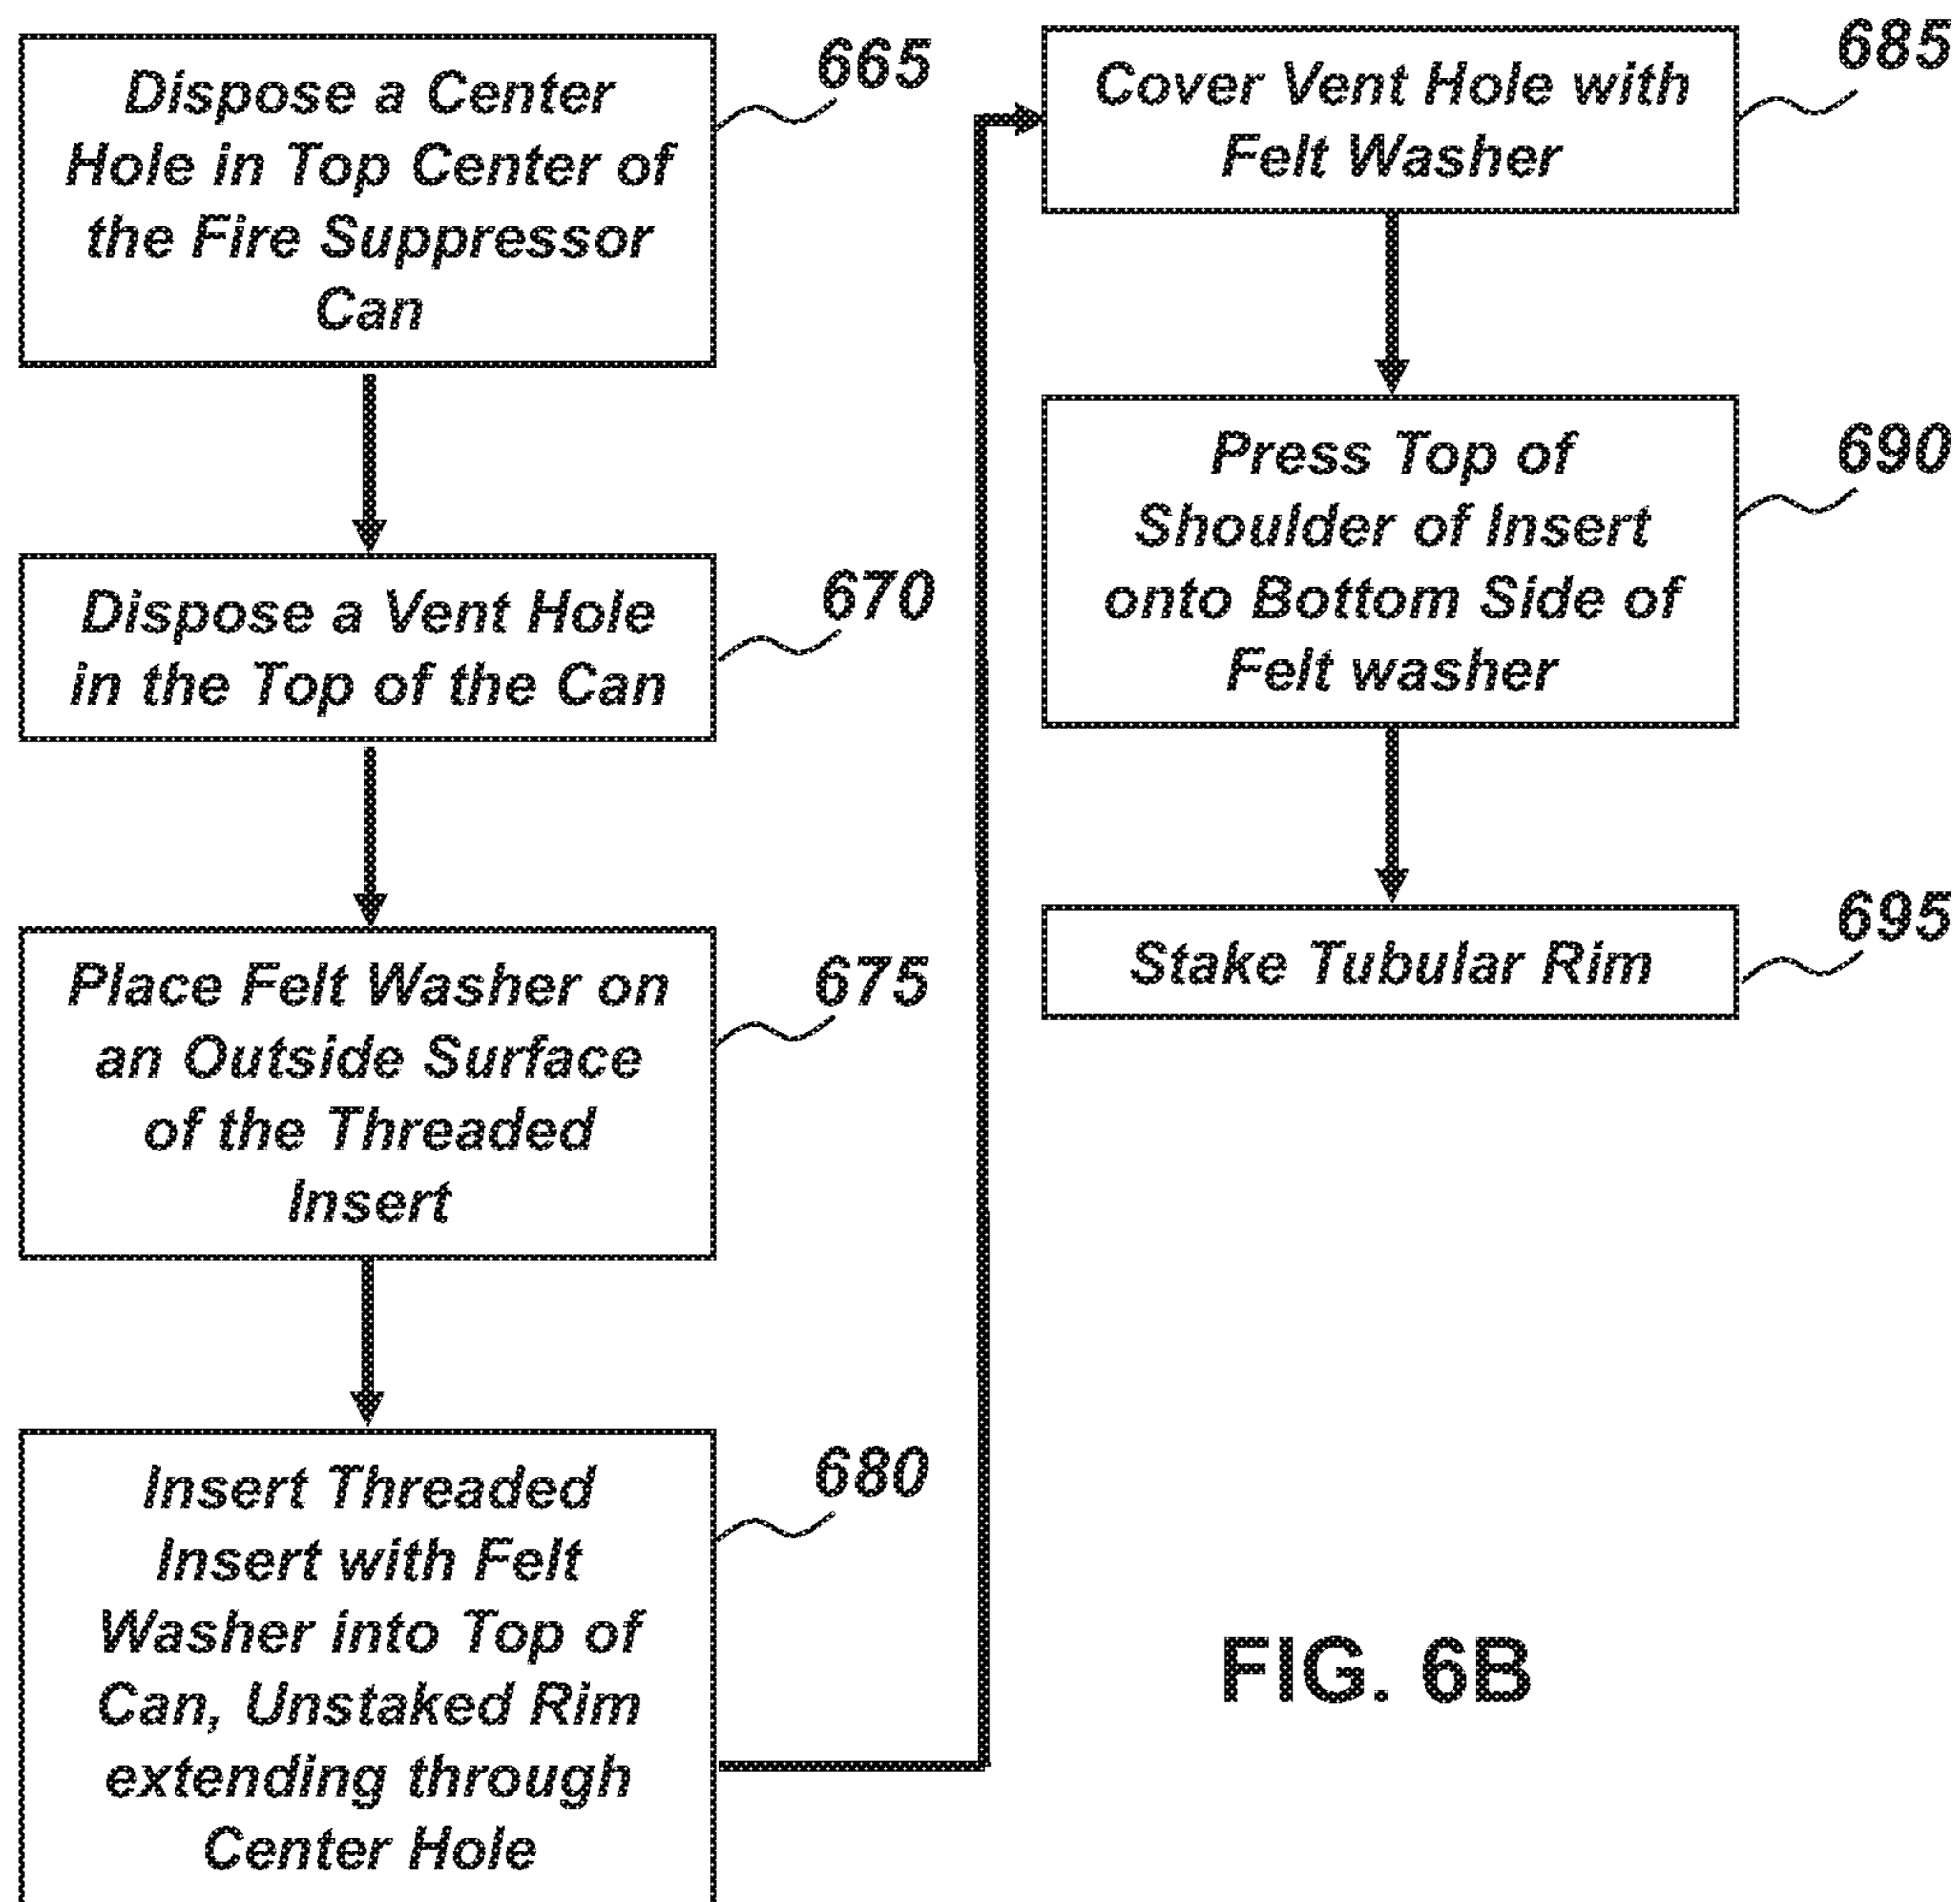 Dispose a Center
Hole in Top Center of
the Fire Suppressor
Can
665
Dispose a Vent Hole
in the Top of the Can
670
Place Felt Washer on
an Outside Surface
of the Threaded
Insert
675
Insert Threaded
Insert with Felt
Washer into Top of
Can, Unstaked Rim
extending through
Center Hole
680
Cover Vent Hole with
Felt Washer
685
Press Top of
Shoulder of Insert
onto Bottom Side of
Felt washer
690
Stake Tubular Rim
695
FIG. 6B